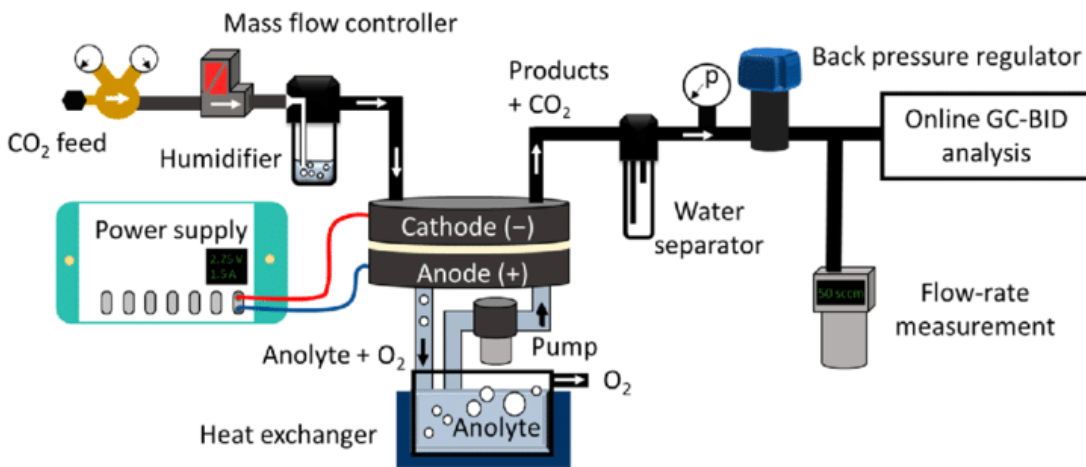 Mass flow controller
CO₂ feed
Humidifier
Products
+ CO₂
p
Back pressure regulator
Online GC-BID
analysis
Water
separator
50 sccm
Flow-rate
measurement
Power supply
2.75 V
1.5 A
Cathode (–)
Anode (+)
Anolyte + O₂
Pump
O₂
Anolyte
Heat exchanger